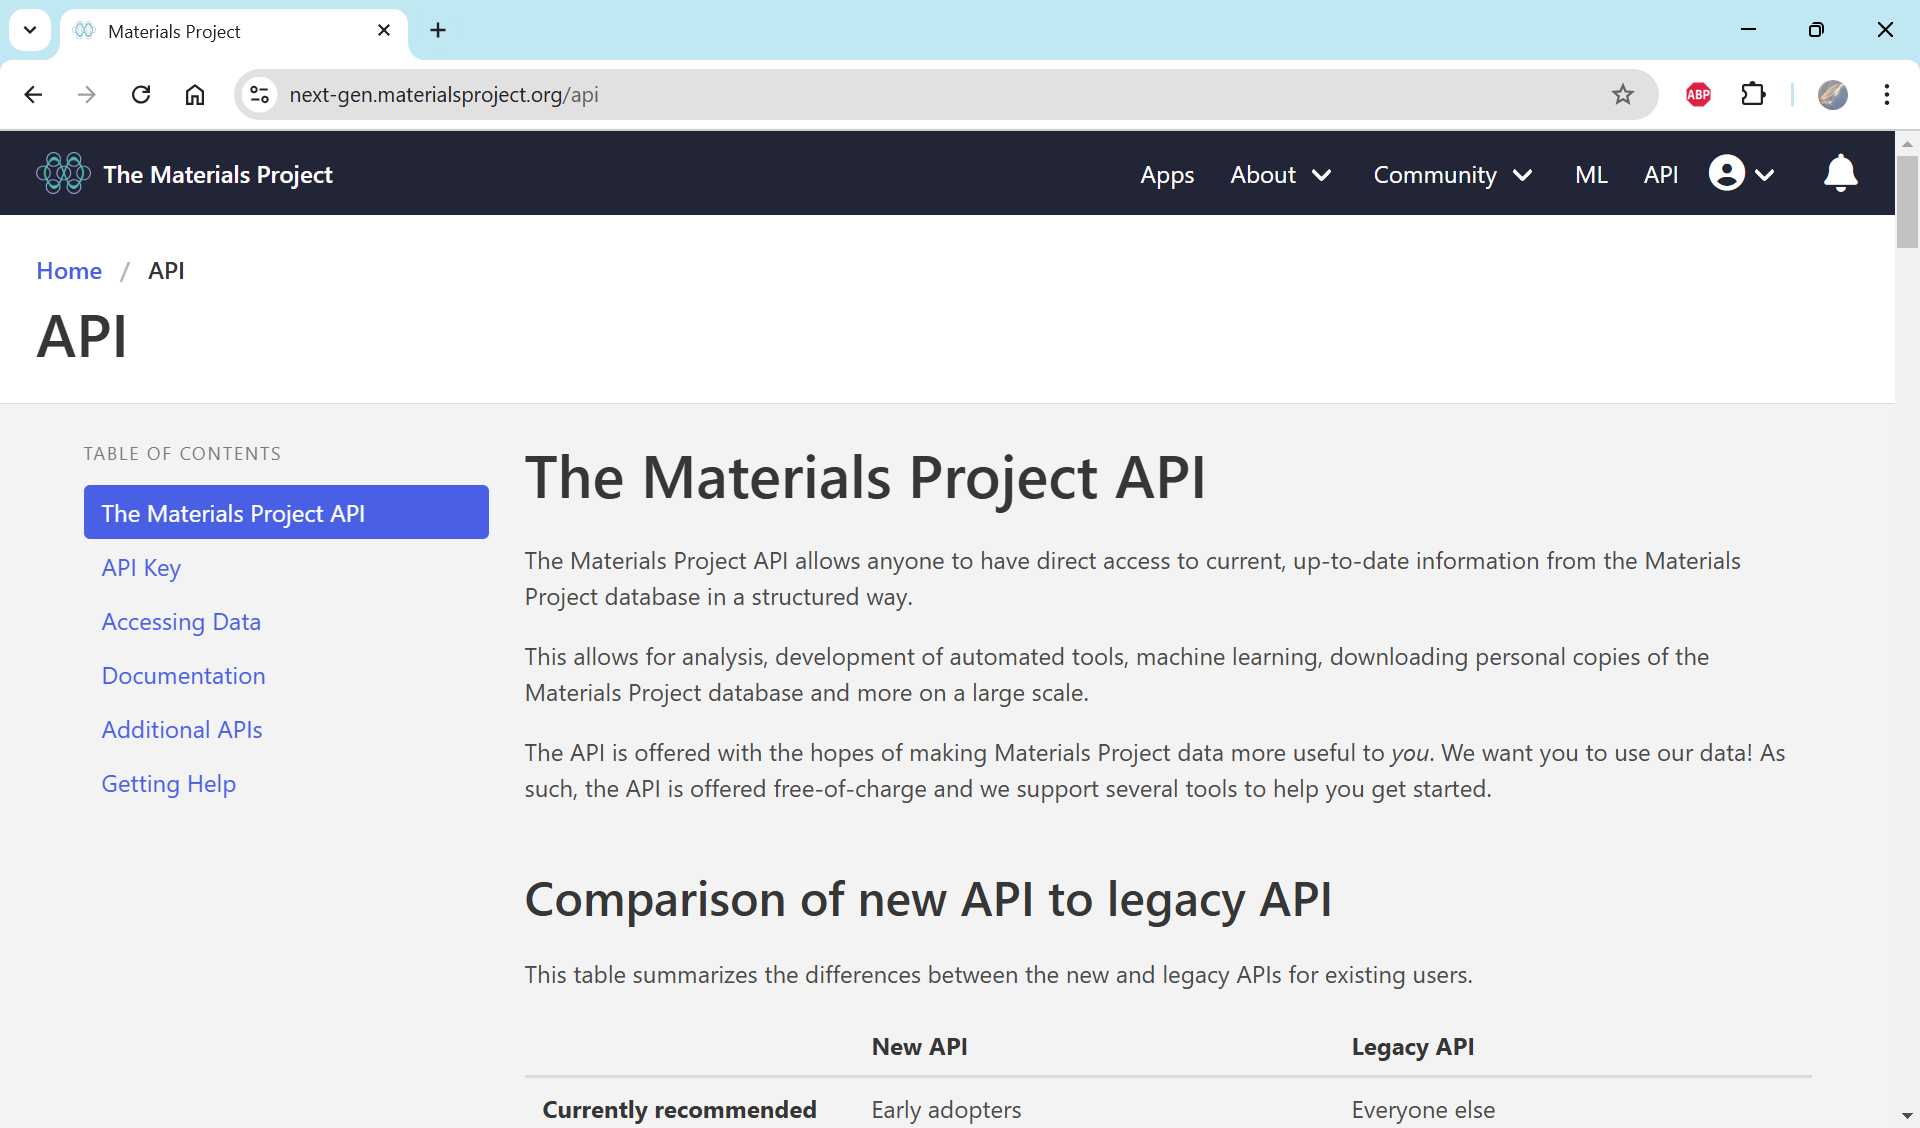 Materials Project
next-gen.materialsproject.org/api
ABP
The Materials Project
Apps
About
Community
ML
API
Home / API
API
TABLE OF CONTENTS
The Materials Project API
API Key
Accessing Data
Documentation
Additional APIs
Getting Help
The Materials Project API
The Materials Project API allows anyone to have direct access to current, up-to-date information from the Materials
Project database in a structured way.
This allows for analysis, development of automated tools, machine learning, downloading personal copies of the
Materials Project database and more on a large scale.
The API is offered with the hopes of making Materials Project data more useful to you. We want you to use our data! As
such, the API is offered free-of-charge and we support several tools to help you get started.
Comparison of new API to legacy API
This table summarizes the differences between the new and legacy APIs for existing users.
New API Legacy API
Currently recommended Early adopters Everyone else